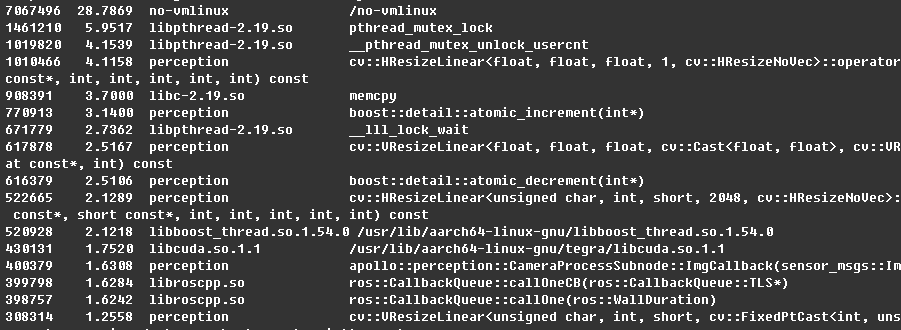 7067496 28.7869 no-vmlinux /no-vmlinux
1461210 5.9517 libpthread-2.19.so pthread_mutex_lock
1019820 4.1539 libpthread-2.19.so __pthread_mutex_unlock_usercnt
1010466 4.1158 perception cv::HResizeLinear<float, float, float, 1, cv::HResizeNoVec>::operator
const*, int, int, int, int, int) const
908391 3.7000 libc-2.19.so memcpy
770913 3.1400 perception boost::detail::atomic_increment(int*)
671779 2.7362 libpthread-2.19.so __lll_lock_wait
617878 2.5167 perception cv::VResizeLinear<float, float, float, cv::Cast<float, float>, cv::VR
at const*, int) const
616379 2.5106 perception boost::detail::atomic_decrement(int*)
522665 2.1289 perception cv::HResizeLinear<unsigned char, int, short, 2048, cv::HResizeNoVec>:
const*, short const*, int, int, int, int, int) const
520928 2.1218 libboost_thread.so.1.54.0 /usr/lib/aarch64-linux-gnu/libboost_thread.so.1.54.0
430131 1.7520 libcuda.so.1.1 /usr/lib/aarch64-linux-gnu/tegra/libcuda.so.1.1
400379 1.6308 perception apollo::perception::CameraProcessSubnode::ImgCallback(sensor_msgs::Im
399798 1.6284 libroscpp.so ros::CallbackQueue::callOneCB(ros::CallbackQueue::TLS*)
398757 1.6242 libroscpp.so ros::CallbackQueue::callOne(ros::WallDuration)
308314 1.2558 perception cv::VResizeLinear<unsigned char, int, short, cv::FixedPtCast<int, uns